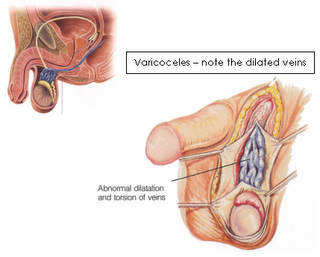 Varicoceles – note the dilated veins
Abnormal dilatation
and torsion of veins